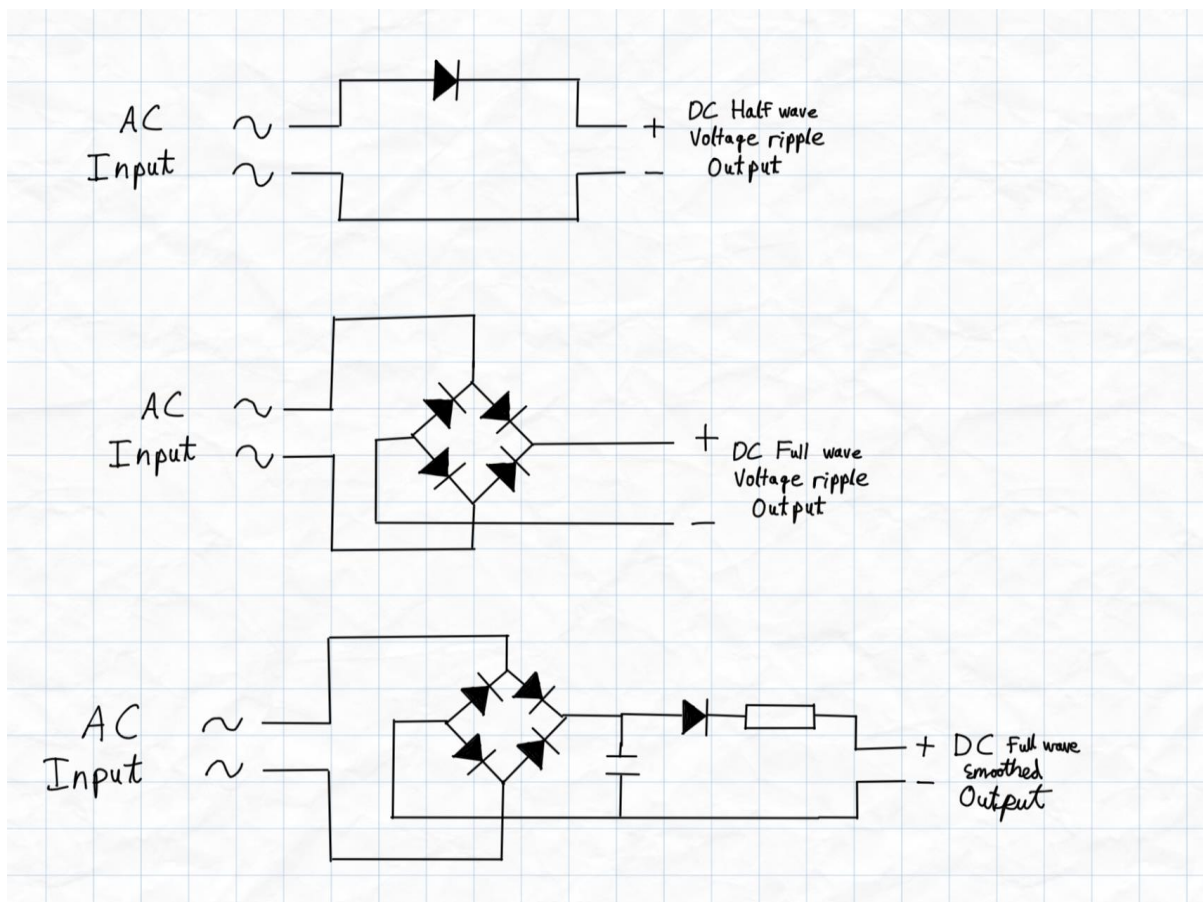 AC
Input
~
~
+
-
DC Half wave
Voltage ripple
Output
AC
Input
~
~
+
-
DC Full wave
Voltage ripple
Output
AC
Input
~
~
+
-
DC Full wave
smoothed
Output